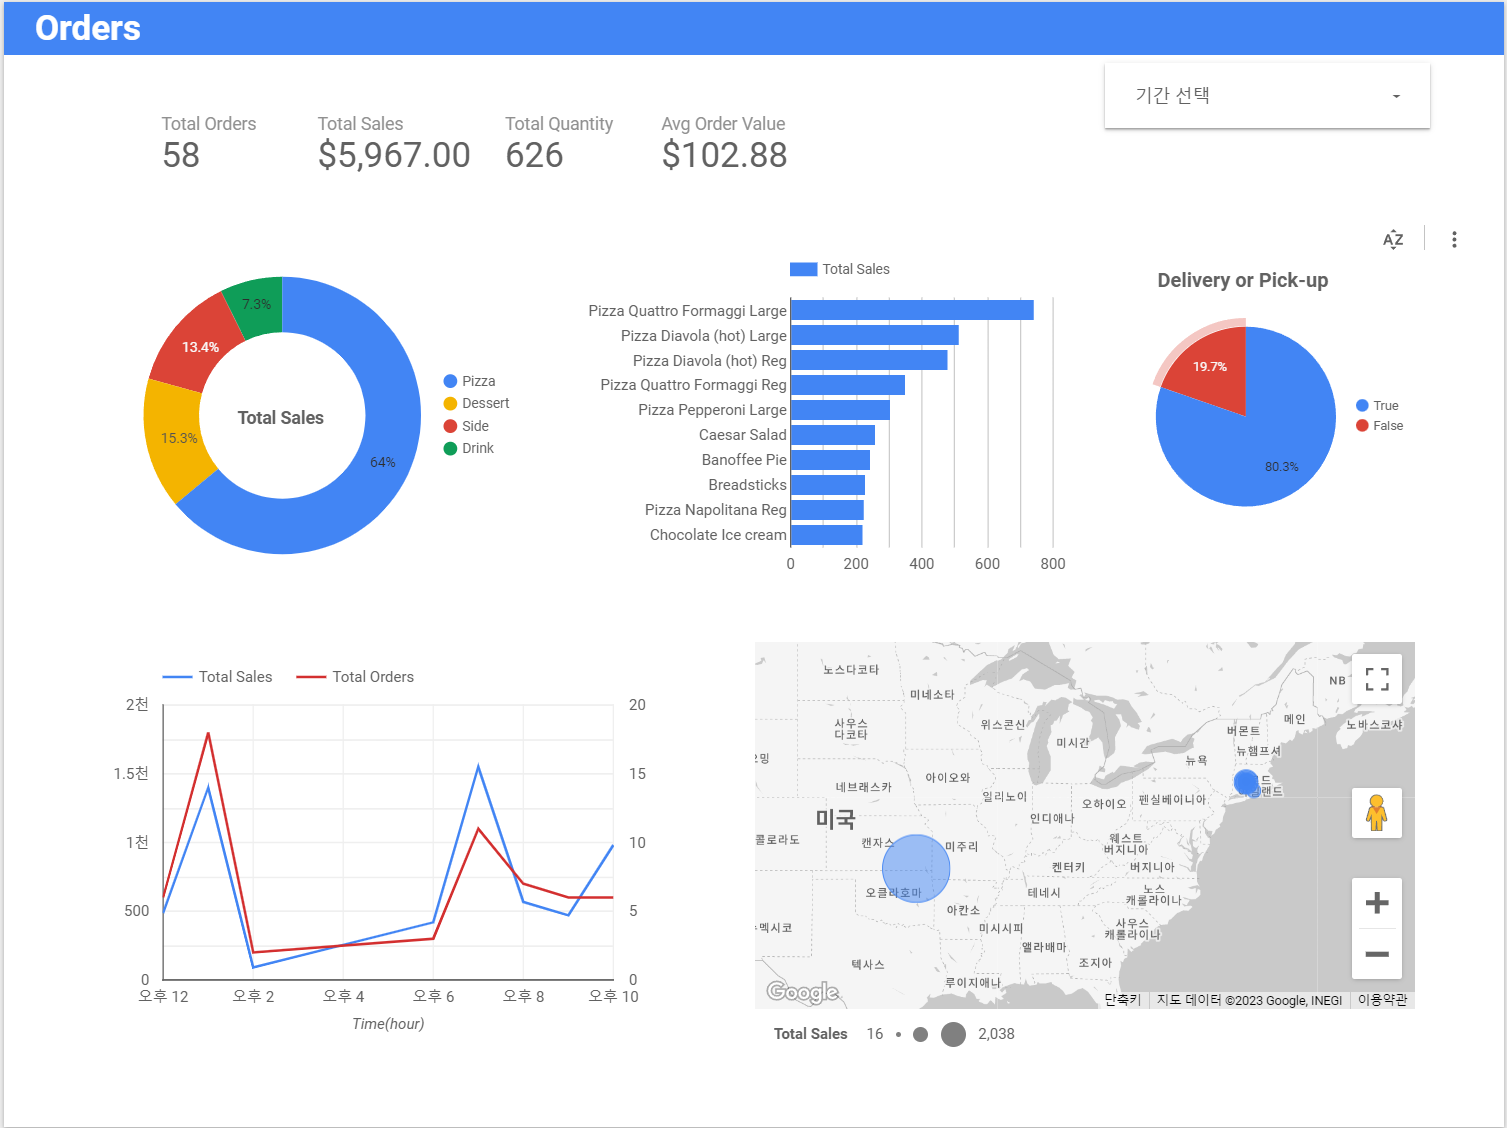 Orders
기간 선택
Total Orders
58
Total Sales
$5,967.00
Total Quantity
626
Avg Order Value
$102.88
AZ
7.3%
13.4%
15.3%
64%
Total Sales
Pizza
Dessert
Side
Drink
Total Sales
Pizza Quattro Formaggi Large
Pizza Diavola (hot) Large
Pizza Diavola (hot) Reg
Pizza Quattro Formaggi Reg
Pizza Pepperoni Large
Caesar Salad
Banoffee Pie
Breadsticks
Pizza Napolitana Reg
Chocolate Ice cream
0 200 400 600 800
Delivery or Pick-up
19.7%
80.3%
True
False
Total Sales Total Orders
2천
1.5천
1천
500
0
20
15
10
5
0
오후 12 오후 2 오후 4 오후 6 오후 8 오후 10
Time(hour)
노스다코타
미네소타
사우스
다코타
위스콘신
미시간
NB
메인
노바스코샤
버몬트
뉴햄프셔
뉴욕
오밍
네브래스카
아이오와
일리노이
인디애나
오하이오
펜실베이니아
드
랜드
미국
콜로라도
캔자스
미주리
웨스트
버지니아
켄터키
버지니아
오클라호마
테네시
노스
캐롤라이나
아칸소
멕시코
미시시피
앨라배마
사우스
캐롤라이나
텍사스
조지아
루이지애나
Google
단축키
지도 데이터 ©2023 Google, INEGI
이용약관
Total Sales 16 2,038